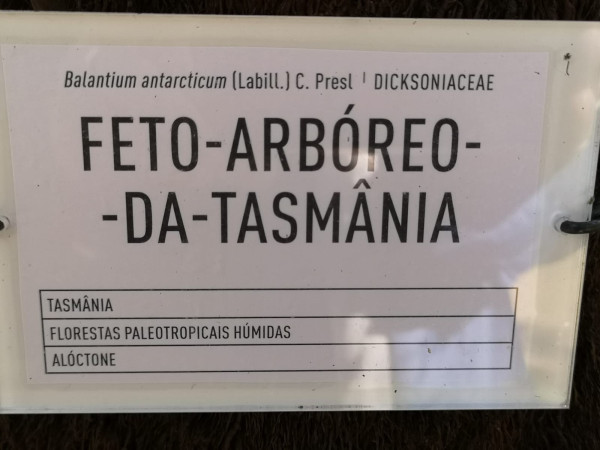 Balantium antarcticum (Labill.) C. Presl | DICKSONIACEAE
FETO-ARBÓREO-
-DA-TASMÂNIA
TASMÂNIA
FLORESTAS PALEOTROPICAIS HÚMIDAS
ALÓCTONE